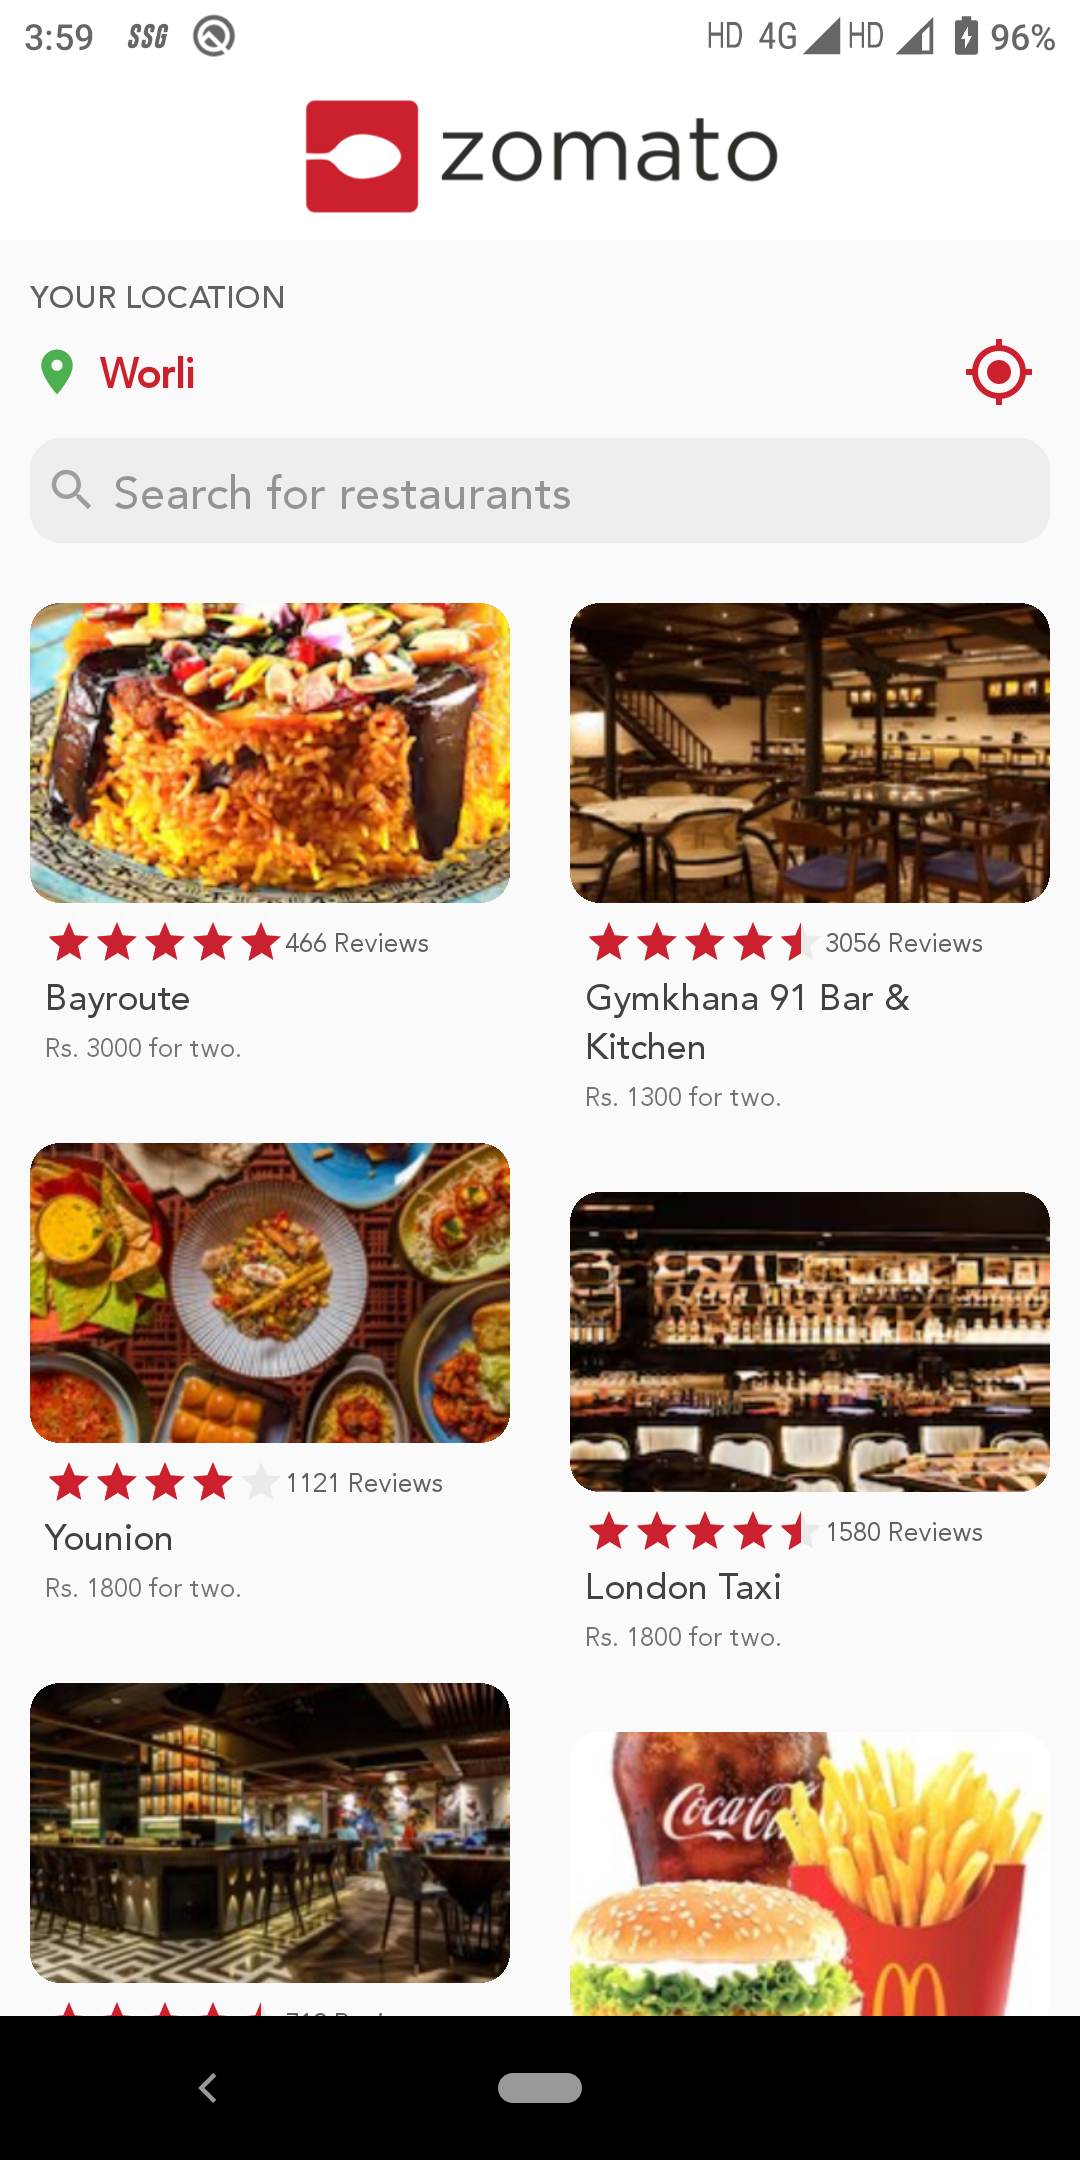 3:59 SSG HD 4G HD 96%
zomato
YOUR LOCATION
Worli
Search for restaurants
466 Reviews
Bayroute
Rs. 3000 for two.
3056 Reviews
Gymkhana 91 Bar &
Kitchen
Rs. 1300 for two.
1121 Reviews
Younion
Rs. 1800 for two.
1580 Reviews
London Taxi
Rs. 1800 for two.
Coca-Co